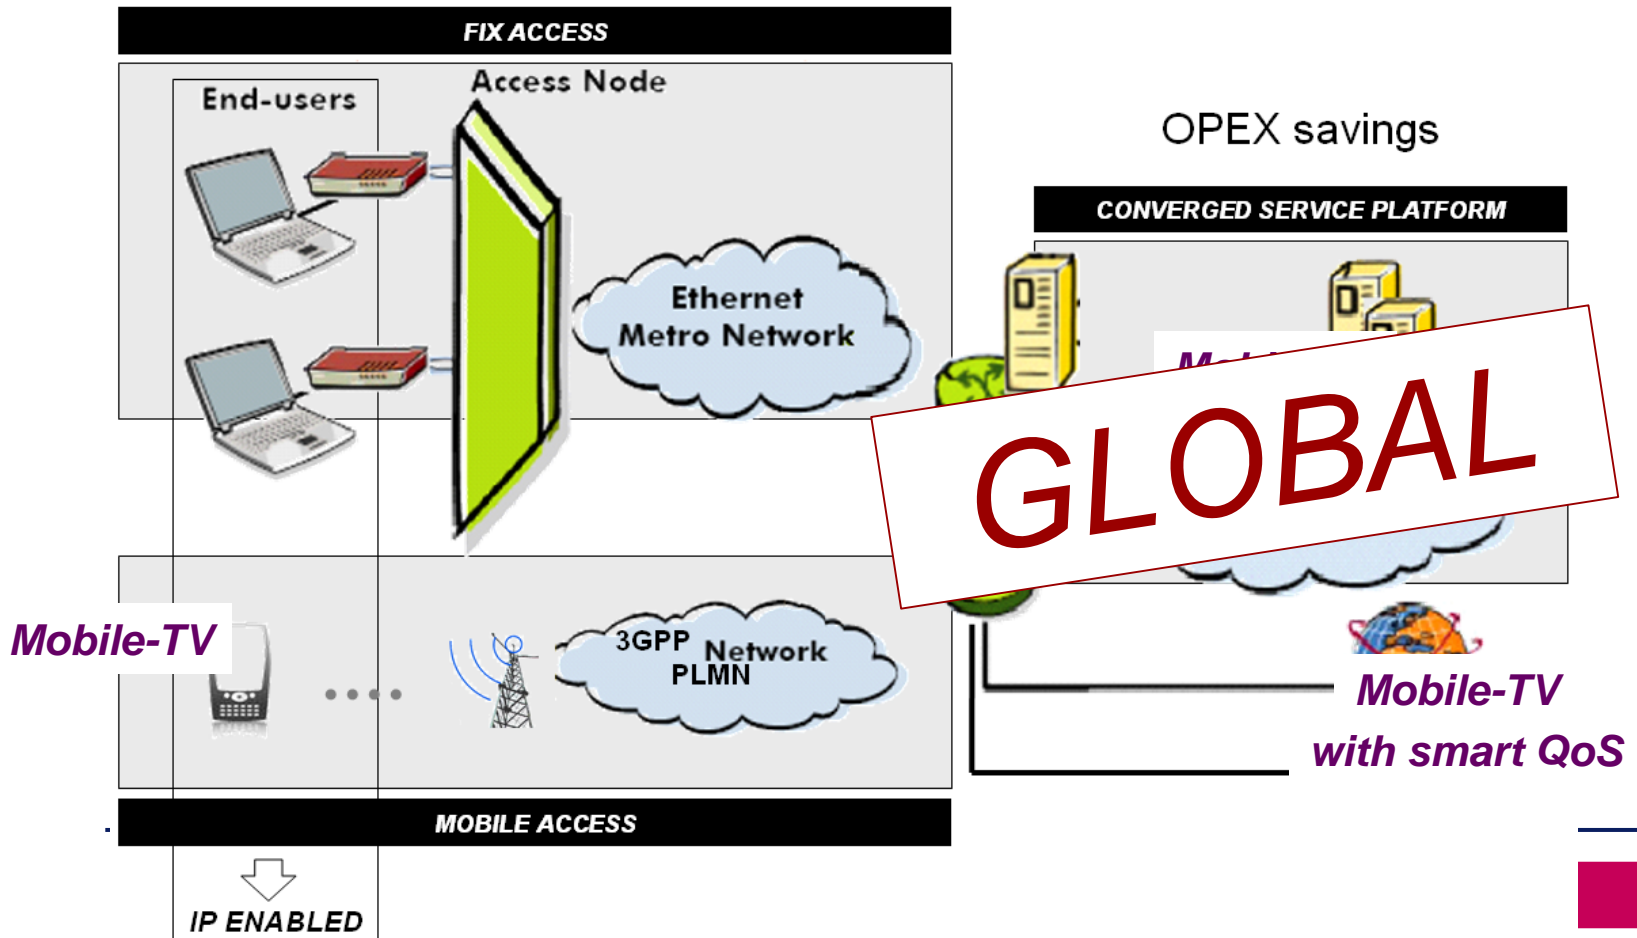 FIX ACCESS
End-users
Access Node
OPEX savings
CONVERGED SERVICE PLATFORM
Ethernet
Metro Network
GLOBAL
Mobile-TV
3GPP Network
PLMN
Mobile-TV
with smart QoS
MOBILE ACCESS
IP ENABLED